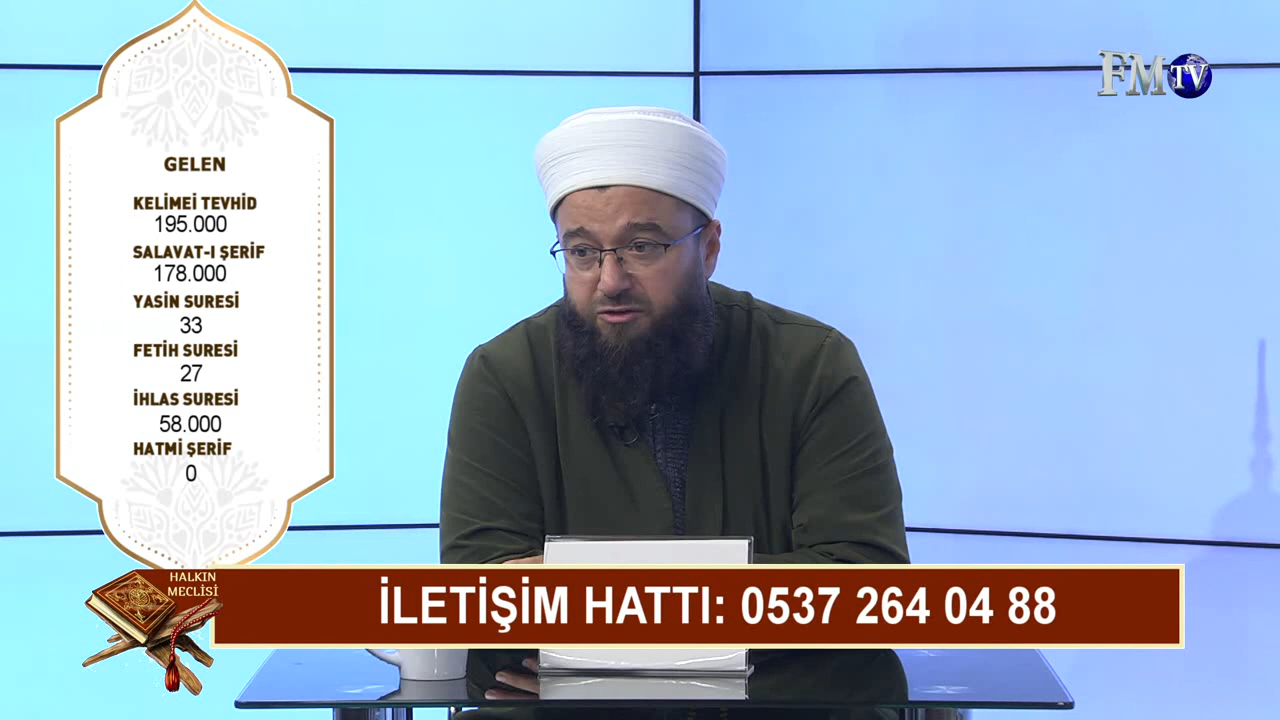 GELEN
KELİMEİ TEVHİD
195.000
SALAVAT-I ŞERİF
178.000
YASİN SURESİ
33
FETİH SURESİ
27
İHLAS SURESİ
58.000
HATMİ ŞERİF
0
FM TV
HALKIN
MECLİSİ
İLETİŞİM HATTI: 0537 264 04 88